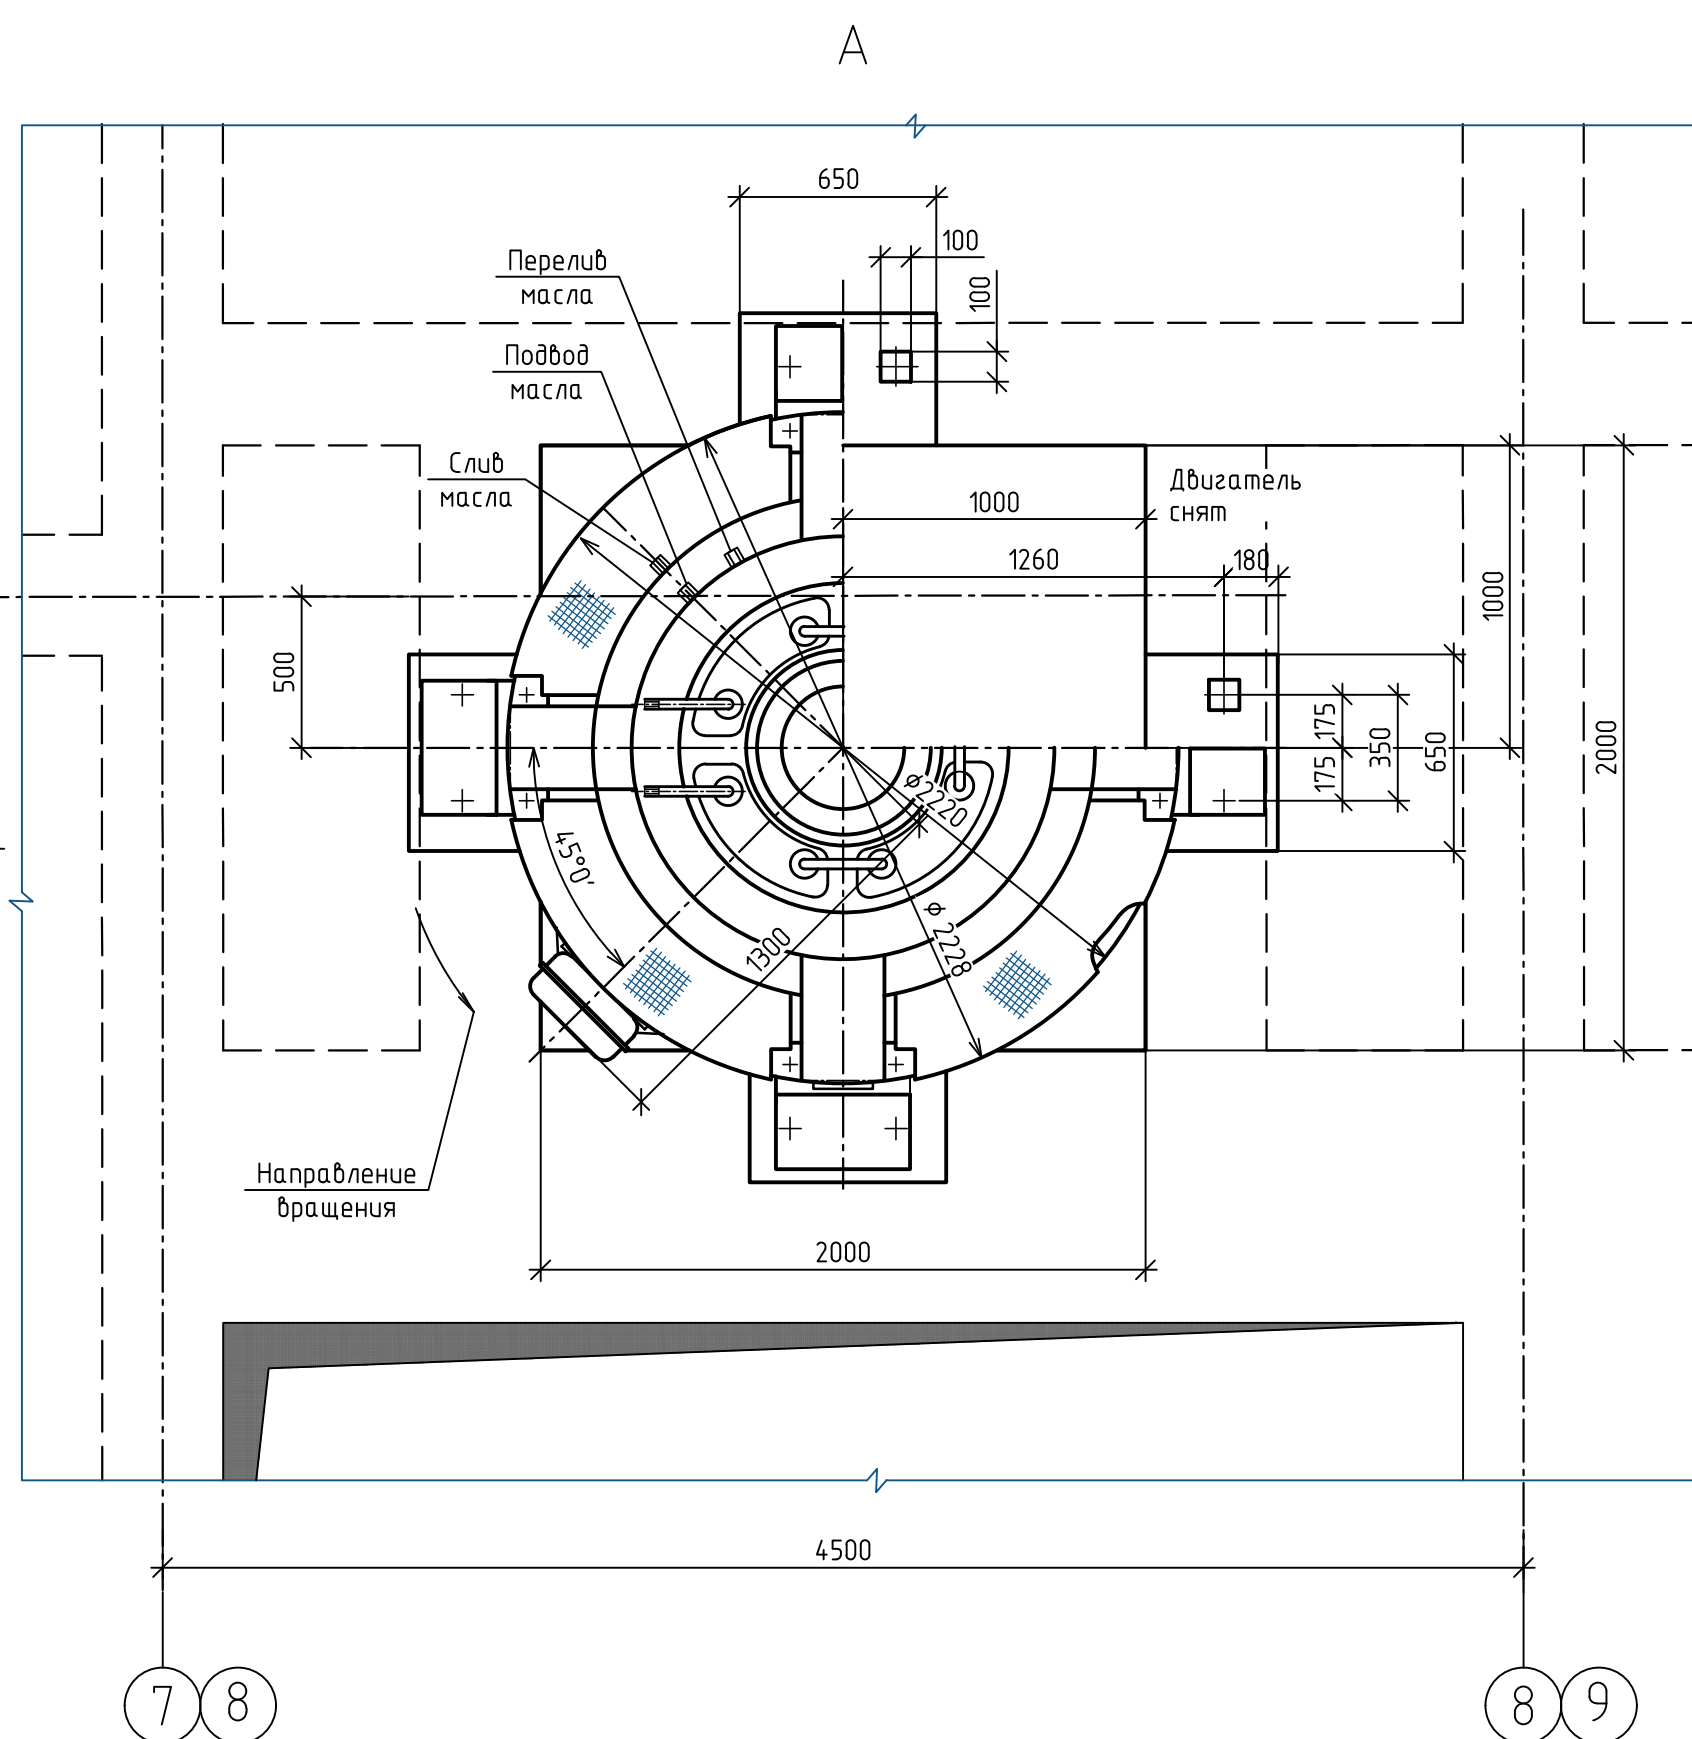 А
650
100
100
Перелив
масла
Подвод
масла
Слив
масла
Двигатель
снят
1000
1260
180
1000
500
175
175
350
650
2000
⌀2220
45°0'
1300
⌀2228
Направление
вращения
2000
4500
7 8
8 9